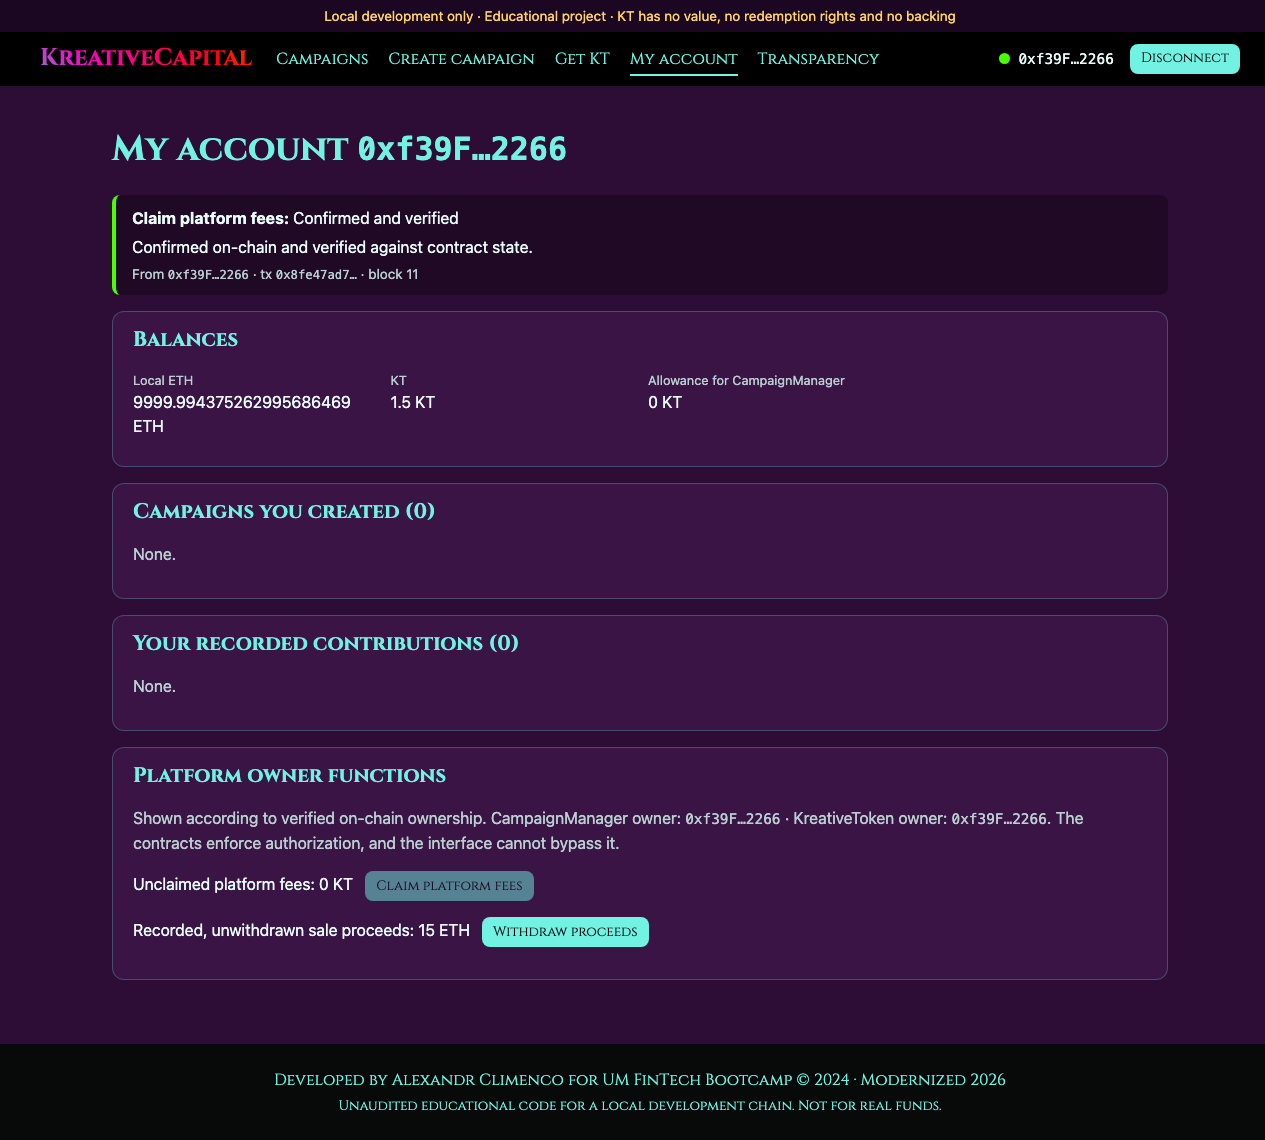 Local development only · Educational project · KT has no value, no redemption rights and no backing
KreativeCapital
Campaigns
Create campaign
Get KT
My account
Transparency
0xf39F…2266
Disconnect
My account 0xf39F…2266
Claim platform fees: Confirmed and verified
Confirmed on-chain and verified against contract state.
From 0xf39F…2266 · tx 0x8fe47ad7… · block 11
Balances
Local ETH
9999.994375262995686469
ETH
KT
1.5 KT
Allowance for CampaignManager
0 KT
Campaigns you created (0)
None.
Your recorded contributions (0)
None.
Platform owner functions
Shown according to verified on-chain ownership. CampaignManager owner: 0xf39F…2266 · KreativeToken owner: 0xf39F…2266. The
contracts enforce authorization, and the interface cannot bypass it.
Unclaimed platform fees: 0 KT
Claim platform fees
Recorded, unwithdrawn sale proceeds: 15 ETH
Withdraw proceeds
Developed by Alexandr Climenco for UM FinTech Bootcamp © 2024 · Modernized 2026
Unaudited educational code for a local development chain. Not for real funds.